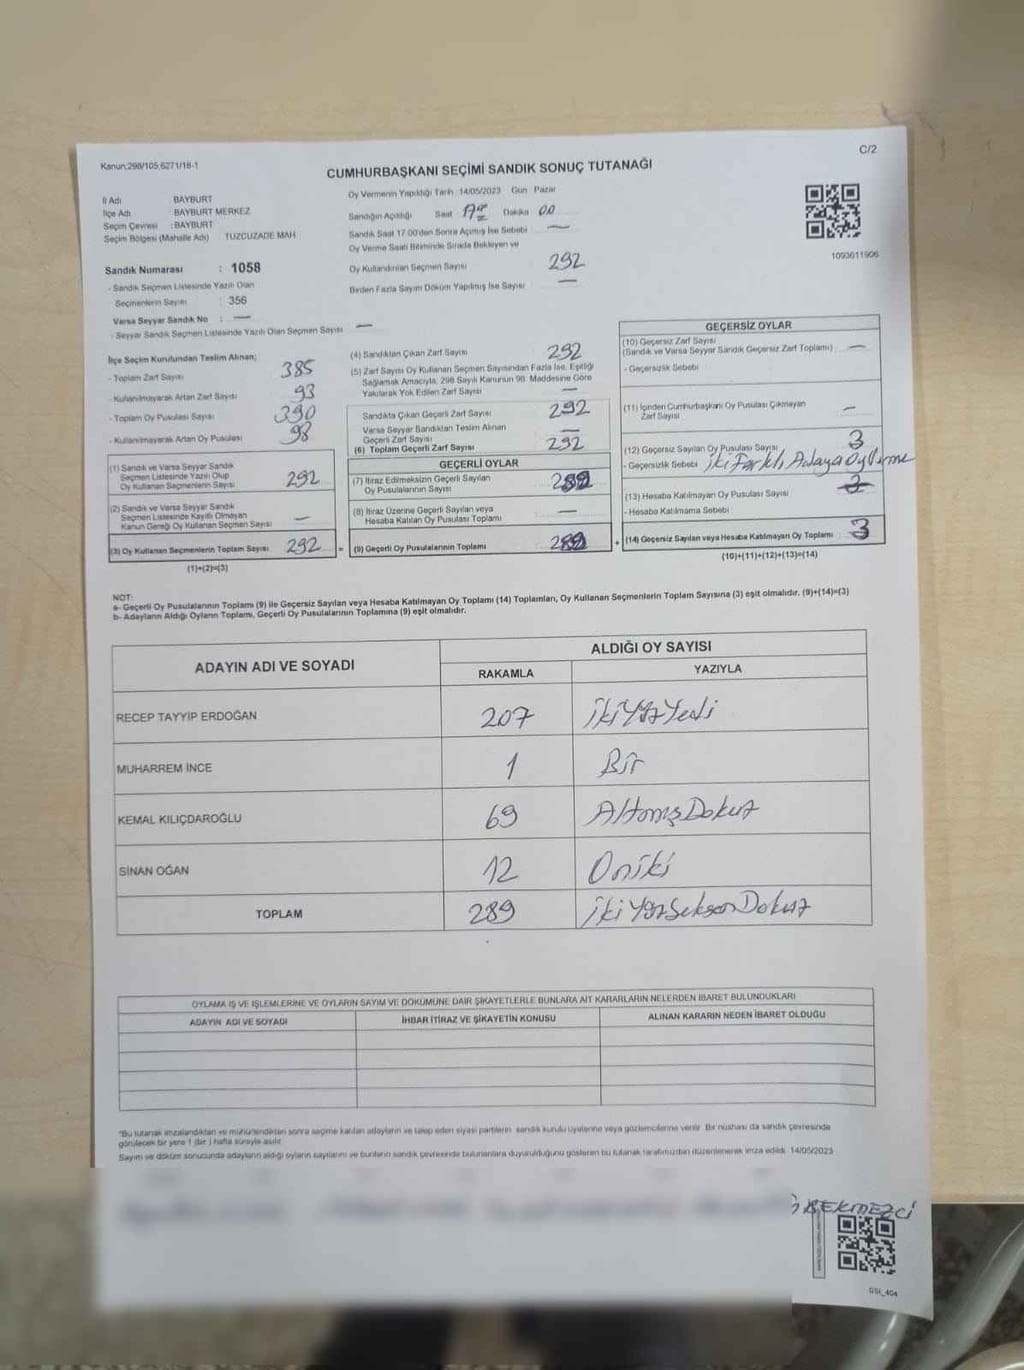 Kanun:298/105,6271/18-1
C/2
CUMHURBAŞKANI SEÇİMİ SANDIK SONUÇ TUTANAĞI
İl Adı BAYBURT
İlçe Adı BAYBURT MERKEZ
Seçim Çevresi : BAYBURT
Seçim Bölgesi (Mahalle Adı) TUZCUZADE MAH.
Oy Vermenin Yapıldığı Tarih 14/05/2023 Gün Pazar
Sandığın Açıldığı Saat 17 Dakika 00
Sandık Saat 17.00'den Sonra Açılmış İse Sebebi —
Oy Verme Saati Bitiminde Sırada Bekleyen ve
Oy Kullandırılan Seçmen Sayısı 292
Birden Fazla Sayım Döküm Yapılmış İse Sayısı —
1093611906
Sandık Numarası : 1058
- Sandık Seçmen Listesinde Yazılı Olan
Seçmenlerin Sayısı : 356
Varsa Seyyar Sandık No : —
- Seyyar Sandık Seçmen Listesinde Yazılı Olan Seçmen Sayısı —
İlçe Seçim Kurulundan Teslim Alınan;
- Toplam Zarf Sayısı 385
- Kullanılmayarak Artan Zarf Sayısı 93
- Toplam Oy Pusulası Sayısı 390
- Kullanılmayarak Artan Oy Pusulası 98
(1) Sandık ve Varsa Seyyar Sandık
Seçmen Listesinde Yazılı Olup
Oy Kullanan Seçmenlerin Sayısı 292
(2) Sandık ve Varsa Seyyar Sandık
Seçmen Listesinde Kayıtlı Olmayan
Kanun Gereği Oy Kullanan Seçmen Sayısı —
(3) Oy Kullanan Seçmenlerin Toplam Sayısı 292
(1)+(2)=(3)
(4) Sandıktan Çıkan Zarf Sayısı 292
(5) Zarf Sayısı Oy Kullanan Seçmen Sayısından Fazla İse, Eşitliği
Sağlamak Amacıyla, 298 Sayılı Kanunun 98. Maddesine Göre
Yakılarak Yok Edilen Zarf Sayısı —
Sandıkta Çıkan Geçerli Zarf Sayısı 292
Varsa Seyyar Sandıktan Teslim Alınan
Geçerli Zarf Sayısı —
(6) Toplam Geçerli Zarf Sayısı 292
GEÇERLİ OYLAR
(7) İtiraz Edilmeksizin Geçerli Sayılan
Oy Pusulalarının Sayısı 289
(8) İtiraz Üzerine Geçerli Sayılan veya
Hesaba Katılan Oy Pusulası Toplamı —
= (9) Geçerli Oy Pusulalarının Toplamı 289
GEÇERSİZ OYLAR
(10) Geçersiz Zarf Sayısı
(Sandık ve Varsa Seyyar Sandık Geçersiz Zarf Toplamı) —
- Geçersizlik Sebebi
(11) İçinden Cumhurbaşkanı Oy Pusulası Çıkmayan
Zarf Sayısı —
(12) Geçersiz Sayılan Oy Pusulası Sayısı 3
- Geçersizlik Sebebi İki Farklı Adaya Oy Verme
(13) Hesaba Katılmayan Oy Pusulası Sayısı 3
- Hesaba Katılmama Sebebi
+ (14) Geçersiz Sayılan veya Hesaba Katılmayan Oy Toplamı 3
(10)+(11)+(12)+(13)=(14)
NOT:
a- Geçerli Oy Pusulalarının Toplamı (9) ile Geçersiz Sayılan veya Hesaba Katılmayan Oy Toplamı (14) Toplamları, Oy Kullanan Seçmenlerin Toplam Sayısına (3) eşit olmalıdır. (9)+(14)=(3)
b- Adayların Aldığı Oyların Toplamı, Geçerli Oy Pusulalarının Toplamına (9) eşit olmalıdır.
ADAYIN ADI VE SOYADI
ALDIĞI OY SAYISI
RAKAMLA YAZIYLA
RECEP TAYYIP ERDOĞAN 207 İki Yüz Yedi
MUHARREM İNCE 1 Bir
KEMAL KILIÇDAROĞLU 69 Altmış Dokuz
SİNAN OĞAN 12 Oniki
TOPLAM 289 İki Yüz Seksen Dokuz
OYLAMA İŞ VE İŞLEMLERİNE VE OYLARIN SAYIM VE DÖKÜMÜNE DAİR ŞİKAYETLERLE BUNLARA AİT KARARLARIN NELERDEN İBARET BULUNDUKLARI
ADAYIN ADI VE SOYADI İHBAR İTİRAZ VE ŞİKAYETİN KONUSU ALINAN KARARIN NEDEN İBARET OLDUĞU
*Bu tutanak imzalandıktan ve mühürlendikten sonra seçime katılan adayların ve talep eden siyasi partilerin sandık kurulu üyelerine veya gözlemcilerine verilir. Bir nüshası da sandık çevresinde
görülecek bir yere 1 (bir) hafta süreyle asılır.
Sayım ve döküm sonucunda adayların aldığı oyların sayılarını ve bunların sandık çevresinde bulunanlara duyurulduğunu gösteren bu tutanak tarafımızdan düzenlenerek imza edildi. 14/05/2023
BEKMEZCİ
GSI_404